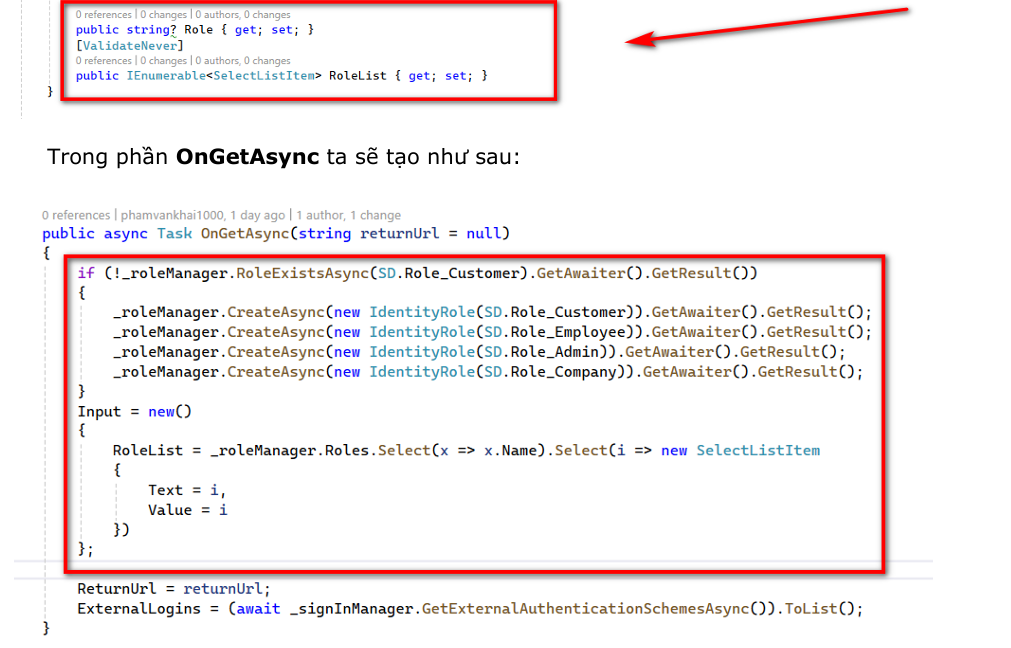 0 references | 0 changes | 0 authors, 0 changes
public string? Role { get; set; }
[ValidateNever]
0 references | 0 changes | 0 authors, 0 changes
public IEnumerable<SelectListItem> RoleList { get; set; }
}
Trong phần OnGetAsync ta sẽ tạo như sau:
0 references | phamvankhai1000, 1 day ago | 1 author, 1 change
public async Task OnGetAsync(string returnUrl = null)
{
if (!_roleManager.RoleExistsAsync(SD.Role_Customer).GetAwaiter().GetResult())
{
_roleManager.CreateAsync(new IdentityRole(SD.Role_Customer)).GetAwaiter().GetResult();
_roleManager.CreateAsync(new IdentityRole(SD.Role_Employee)).GetAwaiter().GetResult();
_roleManager.CreateAsync(new IdentityRole(SD.Role_Admin)).GetAwaiter().GetResult();
_roleManager.CreateAsync(new IdentityRole(SD.Role_Company)).GetAwaiter().GetResult();
}
Input = new()
{
RoleList = _roleManager.Roles.Select(x => x.Name).Select(i => new SelectListItem
{
Text = i,
Value = i
})
};
ReturnUrl = returnUrl;
ExternalLogins = (await _signInManager.GetExternalAuthenticationSchemesAsync()).ToList();
}